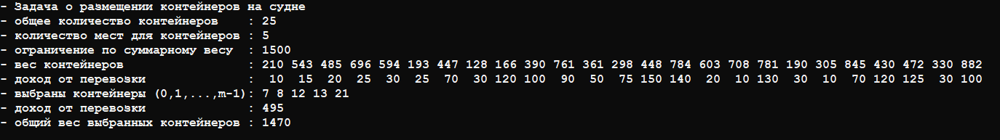 - Задача о размещении контейнеров на судне
- общее количество контейнеров    : 25
- количество мест для контейнеров : 5
- ограничение по суммарному весу  : 1500
- вес контейнеров                 : 210 543 485 696 594 193 447 128 166 390 761 361 298 448 784 603 708 781 190 305 845 430 472 330 882
- доход от перевозки              :  10  15  20  25  30  25  70  30 120 100  90  50  75 150 140  20  10 130  30  10  70 120 125  30 100
- выбраны контейнеры (0,1,...,m-1): 7 8 12 13 21
- доход от перевозки              : 495
- общий вес выбранных контейнеров : 1470